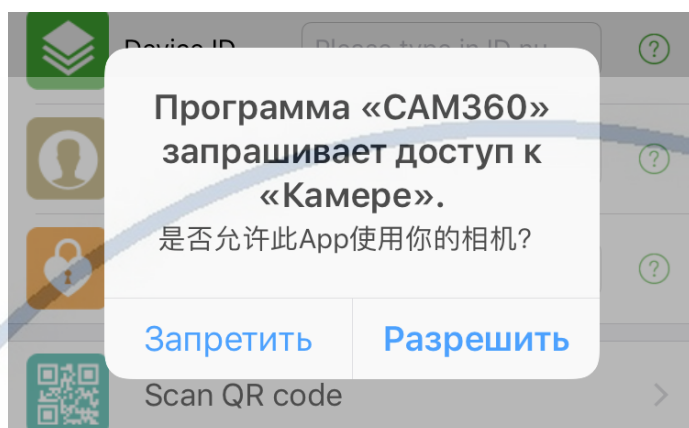 Device ID
Программа «CAM360»
запрашивает доступ к
«Камере».
是否允许此App使用你的相机?
Запретить
Разрешить
Scan QR code